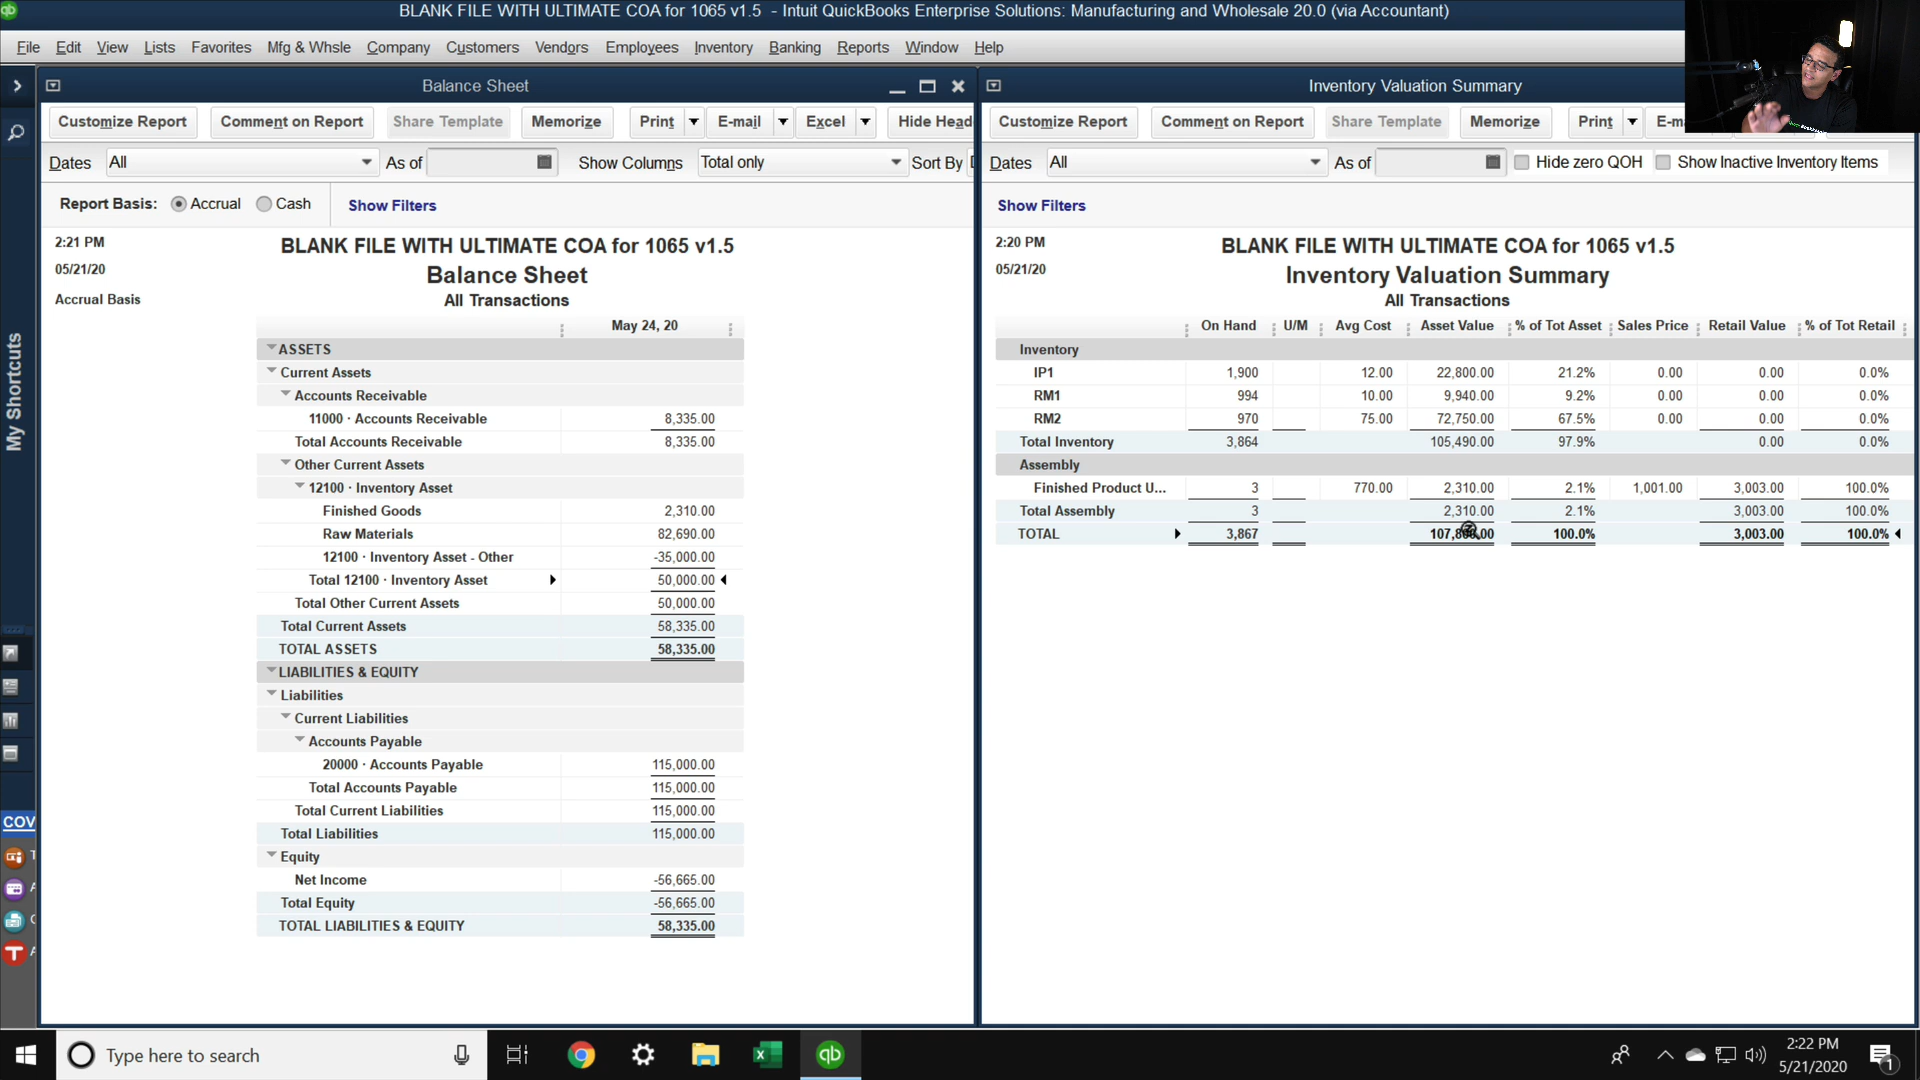 BLANK FILE WITH ULTIMATE COA for 1065 v1.5 - Intuit QuickBooks Enterprise Solutions: Manufacturing and Wholesale 20.0 (via Accountant)
File Edit View Lists Favorites Mfg & Whsle Company Customers Vendors Employees Inventory Banking Reports Window Help
My Shortcuts
COV
Balance Sheet
Customize Report Comment on Report Share Template Memorize Print E-mail Excel Hide Head
Dates All As of Show Columns Total only Sort By
Report Basis: Accrual Cash Show Filters
2:21 PM
05/21/20
Accrual Basis
BLANK FILE WITH ULTIMATE COA for 1065 v1.5
Balance Sheet
All Transactions
May 24, 20
ASSETS
Current Assets
Accounts Receivable
11000 · Accounts Receivable 8,335.00
Total Accounts Receivable 8,335.00
Other Current Assets
12100 · Inventory Asset
Finished Goods 2,310.00
Raw Materials 82,690.00
12100 · Inventory Asset - Other -35,000.00
Total 12100 · Inventory Asset 50,000.00
Total Other Current Assets 50,000.00
Total Current Assets 58,335.00
TOTAL ASSETS 58,335.00
LIABILITIES & EQUITY
Liabilities
Current Liabilities
Accounts Payable
20000 · Accounts Payable 115,000.00
Total Accounts Payable 115,000.00
Total Current Liabilities 115,000.00
Total Liabilities 115,000.00
Equity
Net Income -56,665.00
Total Equity -56,665.00
TOTAL LIABILITIES & EQUITY 58,335.00
Inventory Valuation Summary
Customize Report Comment on Report Share Template Memorize Print E-m
Dates All As of Hide zero QOH Show Inactive Inventory Items
Show Filters
2:20 PM
05/21/20
BLANK FILE WITH ULTIMATE COA for 1065 v1.5
Inventory Valuation Summary
All Transactions
On Hand U/M Avg Cost Asset Value % of Tot Asset Sales Price Retail Value % of Tot Retail
Inventory
IP1 1,900 12.00 22,800.00 21.2% 0.00 0.00 0.0%
RM1 994 10.00 9,940.00 9.2% 0.00 0.00 0.0%
RM2 970 75.00 72,750.00 67.5% 0.00 0.00 0.0%
Total Inventory 3,864 105,490.00 97.9% 0.00 0.0%
Assembly
Finished Product U... 3 770.00 2,310.00 2.1% 1,001.00 3,003.00 100.0%
Total Assembly 3 2,310.00 2.1% 3,003.00 100.0%
TOTAL 3,867 100.0% 3,003.00 100.0%
Type here to search
qb
2:22 PM
5/21/2020
1